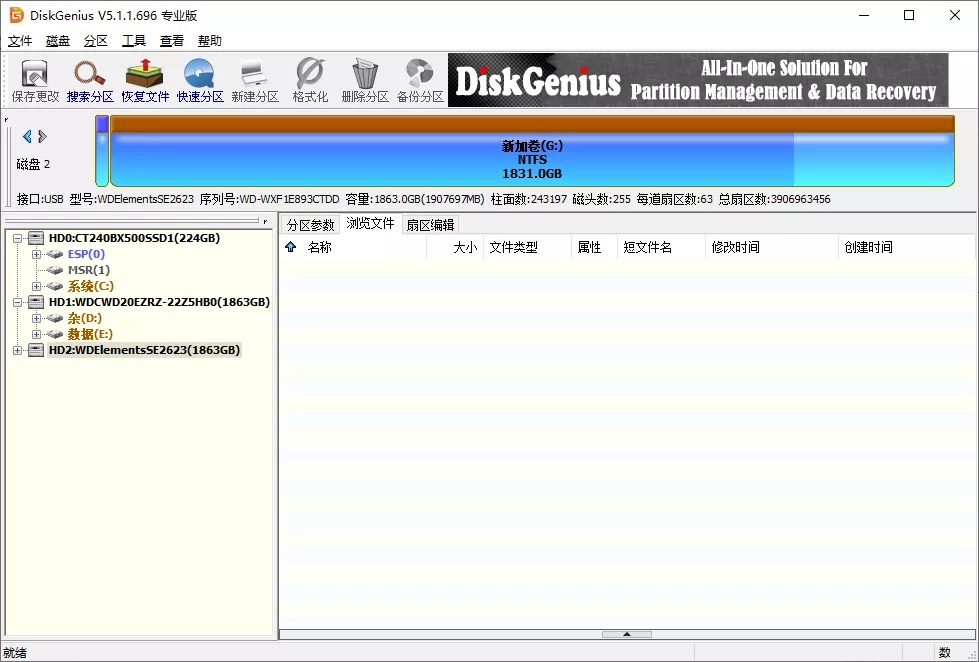 DiskGenius V5.1.1.696 专业版
文件 磁盘 分区 工具 查看 帮助
保存更改 搜索分区 恢复文件 快速分区 新建分区 格式化 删除分区 备份分区
DiskGenius
All-In-One Solution For
Partition Management & Data Recovery
磁盘 2
新加卷(G:)
NTFS
1831.0GB
接口:USB 型号:WDElementsSE2623 序列号:WD-WXF1E893CTDD 容量:1863.0GB(1907697MB) 柱面数:243197 磁头数:255 每道扇区数:63 总扇区数:3906963456
HD0:CT240BX500SSD1(224GB)
ESP(0)
MSR(1)
系统(C:)
HD1:WDCWD20EZRZ-22Z5HB0(1863GB)
杂(D:)
数据(E:)
HD2:WDElementsSE2623(1863GB)
分区参数 浏览文件 扇区编辑
名称 大小 文件类型 属性 短文件名 修改时间 创建时间
就绪 数